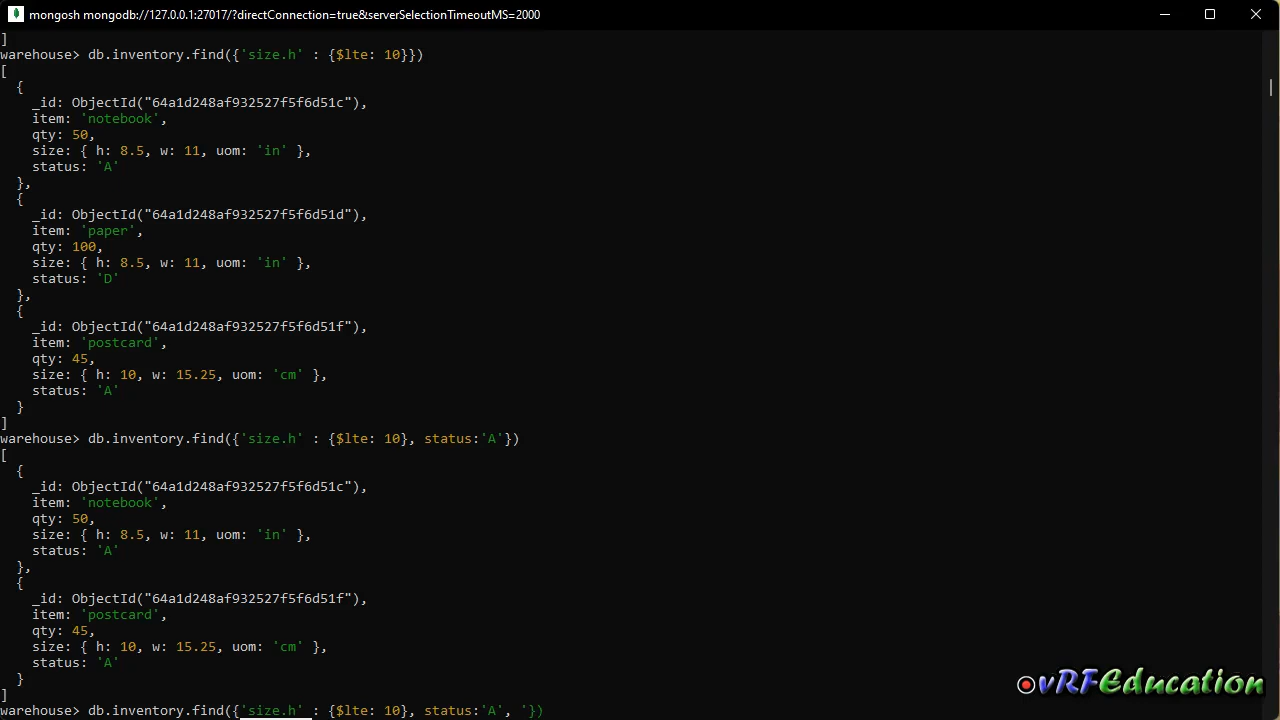 mongosh mongodb://127.0.0.1:27017/?directConnection=true&serverSelectionTimeoutMS=2000
]
warehouse> db.inventory.find({'size.h' : {$lte: 10}})
[
  {
    _id: ObjectId("64a1d248af932527f5f6d51c"),
    item: 'notebook',
    qty: 50,
    size: { h: 8.5, w: 11, uom: 'in' },
    status: 'A'
  },
  {
    _id: ObjectId("64a1d248af932527f5f6d51d"),
    item: 'paper',
    qty: 100,
    size: { h: 8.5, w: 11, uom: 'in' },
    status: 'D'
  },
  {
    _id: ObjectId("64a1d248af932527f5f6d51f"),
    item: 'postcard',
    qty: 45,
    size: { h: 10, w: 15.25, uom: 'cm' },
    status: 'A'
  }
]
warehouse> db.inventory.find({'size.h' : {$lte: 10}, status:'A'})
[
  {
    _id: ObjectId("64a1d248af932527f5f6d51c"),
    item: 'notebook',
    qty: 50,
    size: { h: 8.5, w: 11, uom: 'in' },
    status: 'A'
  },
  {
    _id: ObjectId("64a1d248af932527f5f6d51f"),
    item: 'postcard',
    qty: 45,
    size: { h: 10, w: 15.25, uom: 'cm' },
    status: 'A'
  }
]
warehouse> db.inventory.find({'size.h' : {$lte: 10}, status:'A', '})
vRFEducation